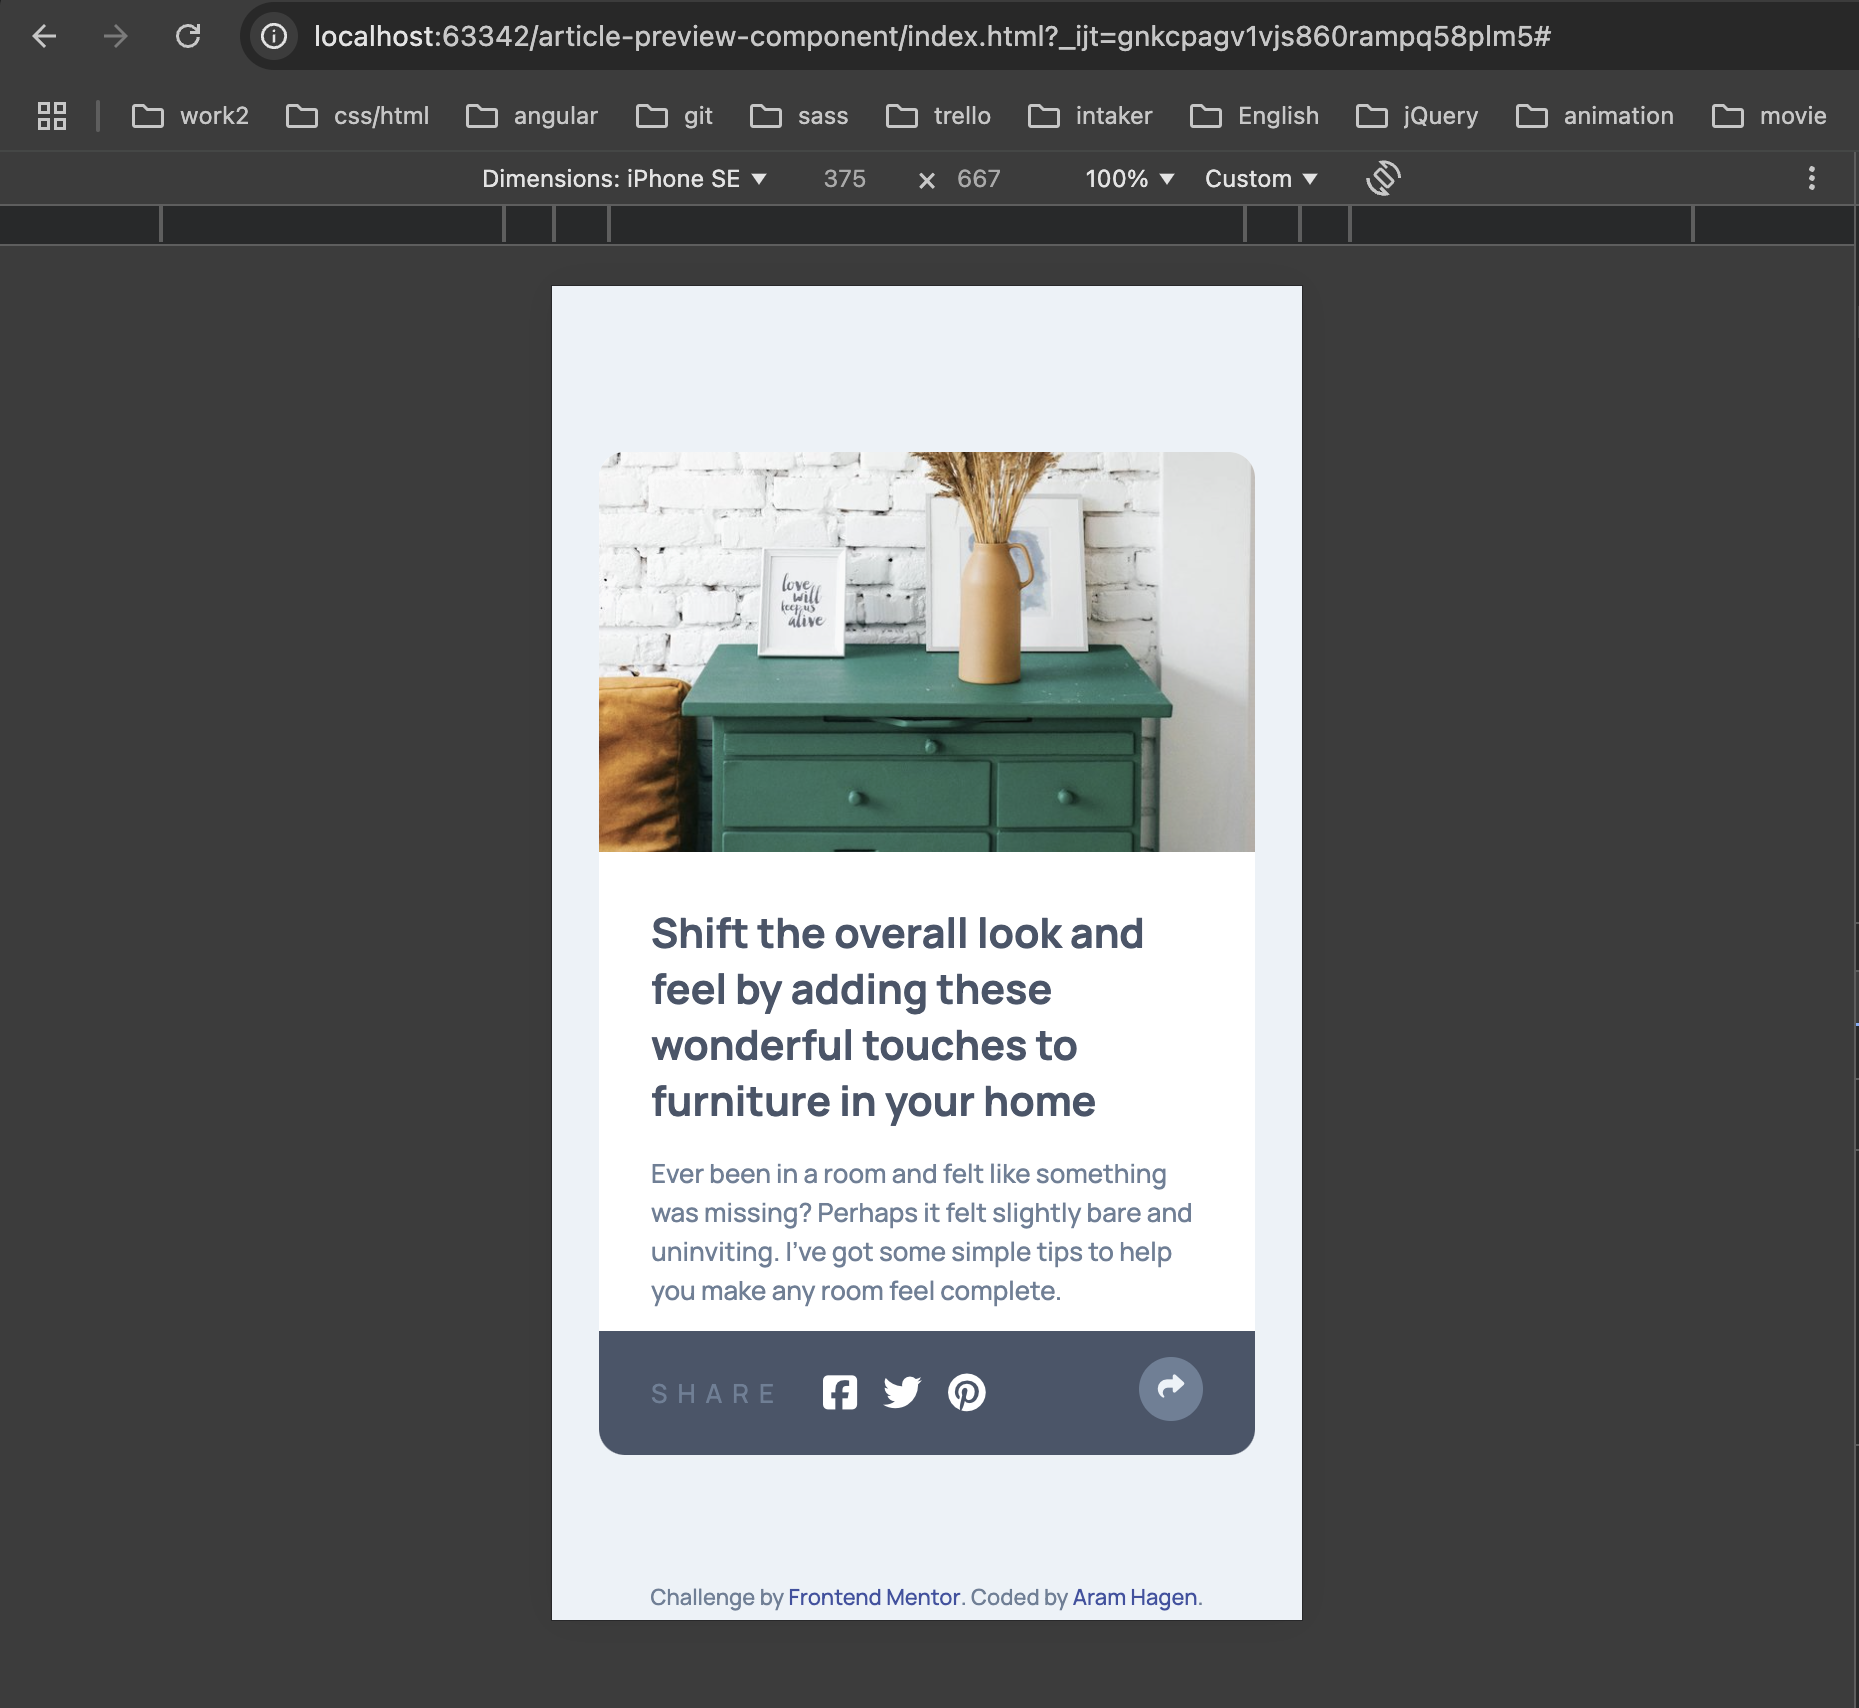 localhost:63342/article-preview-component/index.html?_ijt=gnkcpagv1vjs860rampq58plm5#
work2 css/html angular git sass trello intaker English jQuery animation movie
Dimensions: iPhone SE 375 × 667 100% Custom
love
will
keep us
alive
Shift the overall look and
feel by adding these
wonderful touches to
furniture in your home
Ever been in a room and felt like something
was missing? Perhaps it felt slightly bare and
uninviting. I’ve got some simple tips to help
you make any room feel complete.
SHARE
Challenge by Frontend Mentor. Coded by Aram Hagen.